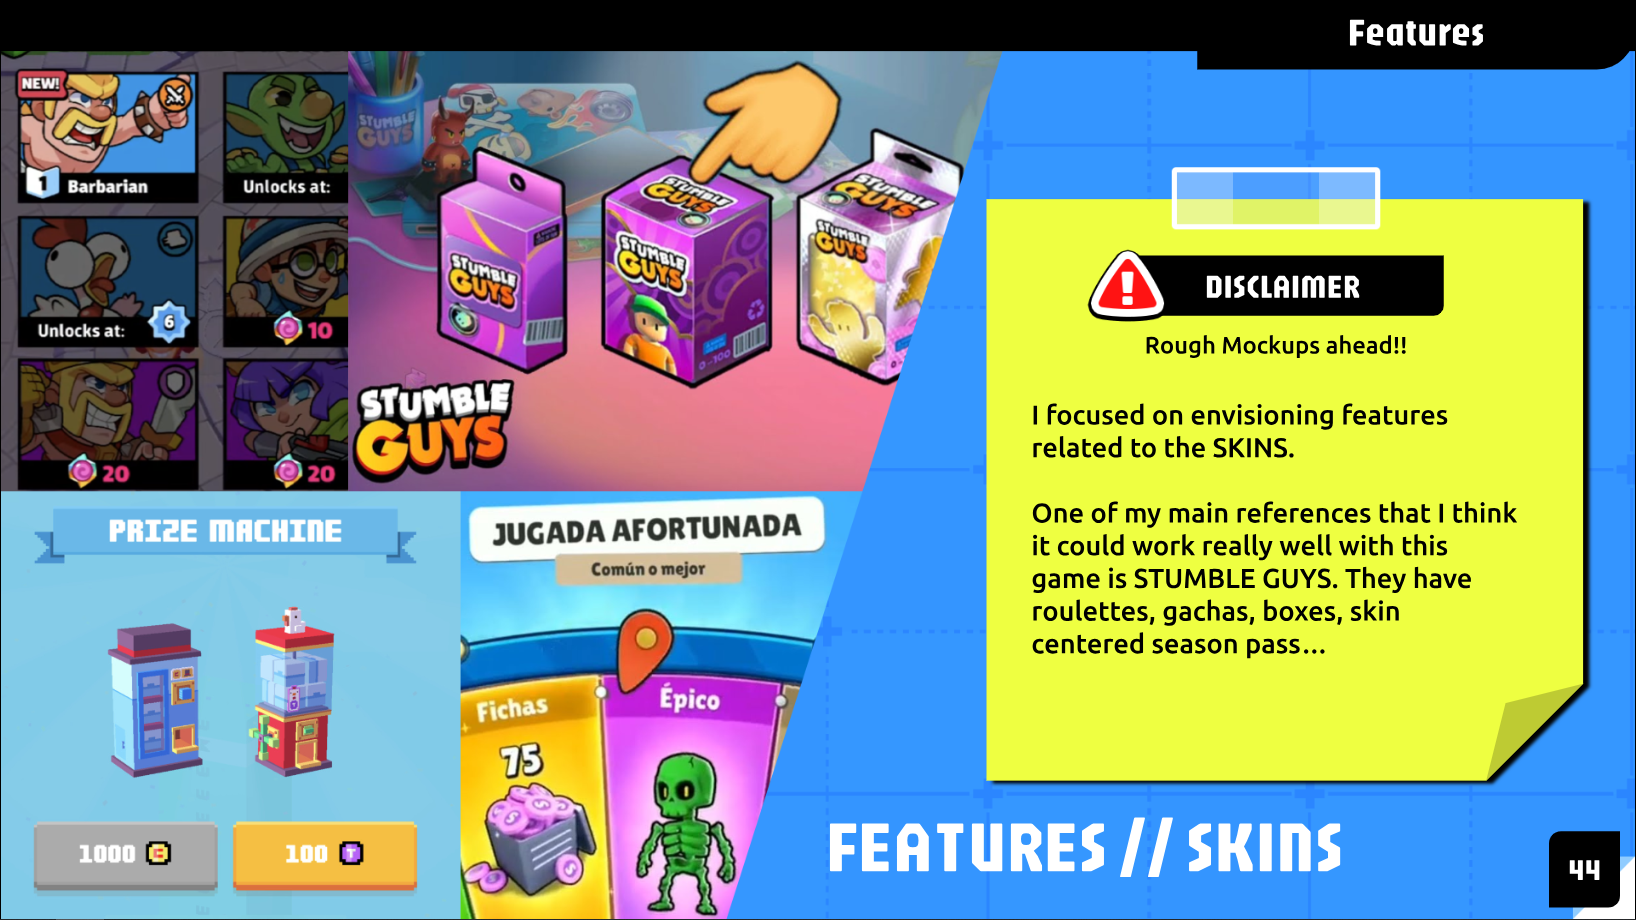 Features
NEW!
1
Barbarian
Unlocks at:
Unlocks at:
6
10
20
20
STUMBLE
GUYS
STUMBLE
GUYS
STUMBLE
GUYS
STUMBLE
GUYS
STUMBLE
GUYS
STUMBLE
GUYS
STUMBLE
GUYS
0-100
PRIZE MACHINE
1000 C
100 T
JUGADA AFORTUNADA
Común o mejor
Fichas
75
Épico
DISCLAIMER
Rough Mockups ahead!!
I focused on envisioning features
related to the SKINS.
One of my main references that I think
it could work really well with this
game is STUMBLE GUYS. They have
roulettes, gachas, boxes, skin
centered season pass...
FEATURES // SKINS
44